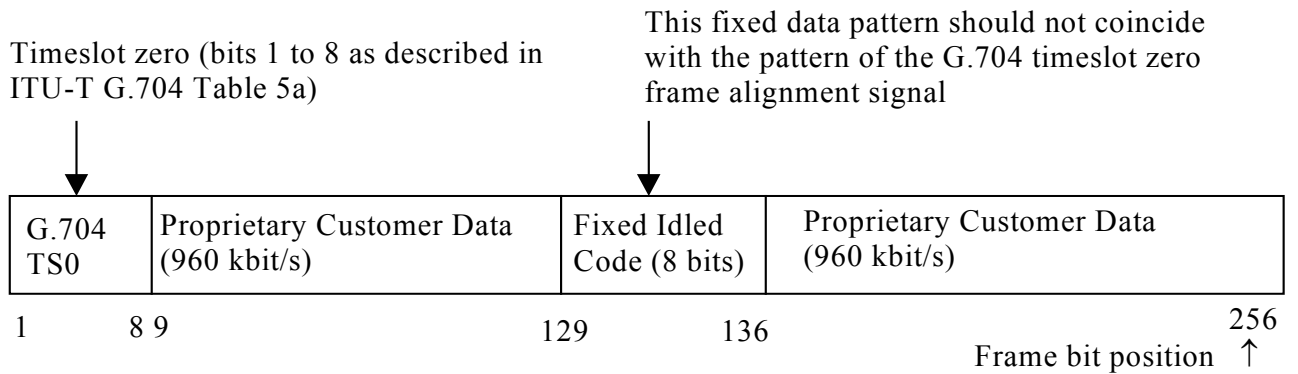 Timeslot zero (bits 1 to 8 as described in
ITU-T G.704 Table 5a)
This fixed data pattern should not coincide
with the pattern of the G.704 timeslot zero
frame alignment signal
G.704
TS0
Proprietary Customer Data
(960 kbit/s)
Fixed Idled
Code (8 bits)
Proprietary Customer Data
(960 kbit/s)
1 8 9 129 136 256
Frame bit position ↑